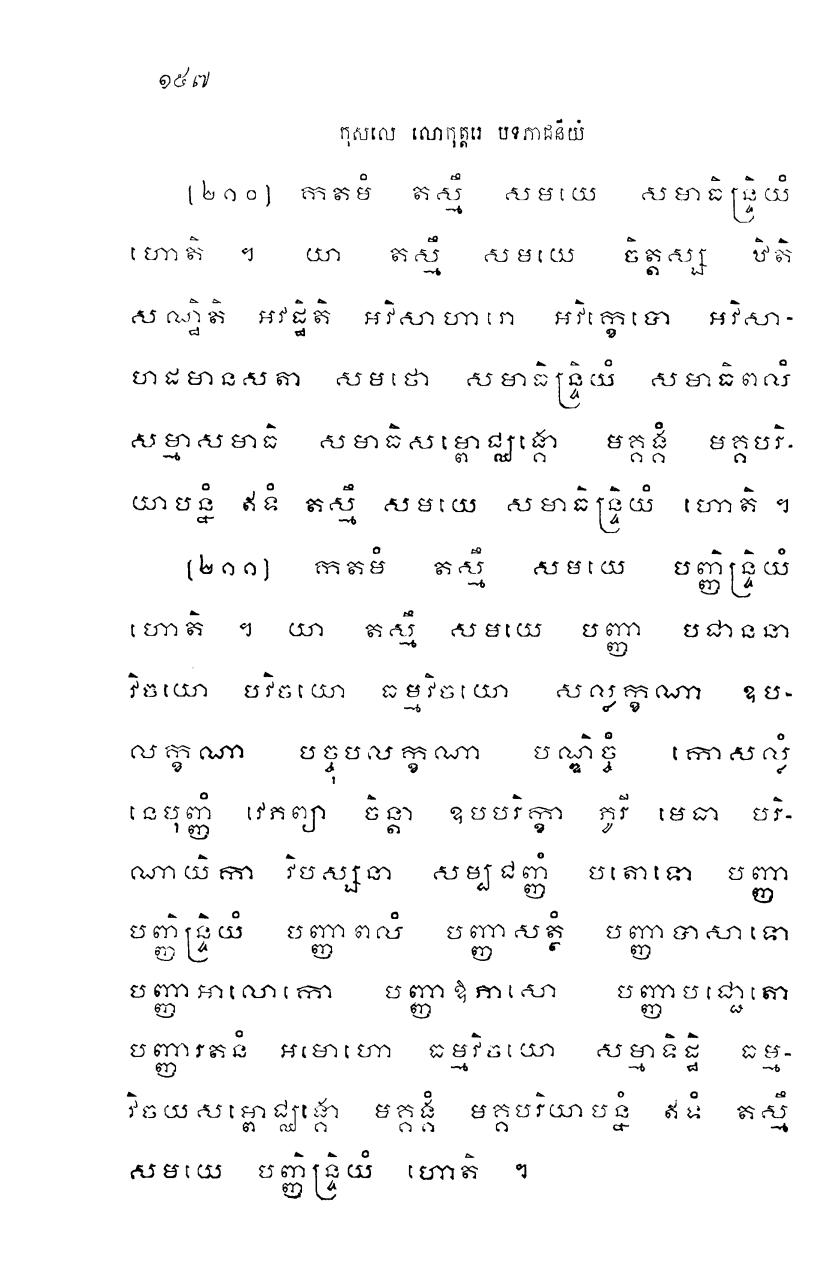 ១៥៧
កុសលេ លោកុត្តរេ បទភាជនីយំ
(២១០) កតមំ តស្មឹ សមយេ សមាធិន្ទ្រិយំ
ហោតិ ។ យា តស្មឹ សមយេ ចិត្តស្ស ឋិតិ
សណ្ឋិតិ អវដ្ឋិតិ អវិសាហារោ អវិក្ខេបោ អវិសា-
ហដមានសតា សមថោ សមាធិន្ទ្រិយំ សមាធិពលំ
សម្មាសមាធិ សមាធិសម្ពោជ្ឈង្គោ មគ្គង្គំ មគ្គបរិ-
យាបន្នំ ឥទំ តស្មឹ សមយេ សមាធិន្ទ្រិយំ ហោតិ ។
(២១១) កតមំ តស្មឹ សមយេ បញ្ញិន្ទ្រិយំ
ហោតិ ។ យា តស្មឹ សមយេ បញ្ញា បជាននា
វិចយោ បវិចយោ ធម្មវិចយោ សល្លក្ខណា ឧប-
លក្ខណា បច្ចុបលក្ខណា បណ្ឌិច្ចំ កោសល្លំ
នេបុញ្ញំ វេភព្យា ចិន្តា ឧបបរិក្ខា ភូរី មេធា បរិ-
ណាយិកា វិបស្សនា សម្បជញ្ញំ បតោទោ បញ្ញា
បញ្ញិន្ទ្រិយំ បញ្ញាពលំ បញ្ញាសត្ថំ បញ្ញាបាសាទោ
បញ្ញាអាលោកោ បញ្ញាឱភាសោ បញ្ញាបជ្ជោតោ
បញ្ញារតនំ អមោហោ ធម្មវិចយោ សម្មាទិដ្ឋិ ធម្ម-
វិចយសម្ពោជ្ឈង្គោ មគ្គង្គំ មគ្គបរិយាបន្នំ ឥទំ តស្មឹ
សមយេ បញ្ញិន្ទ្រិយំ ហោតិ ។